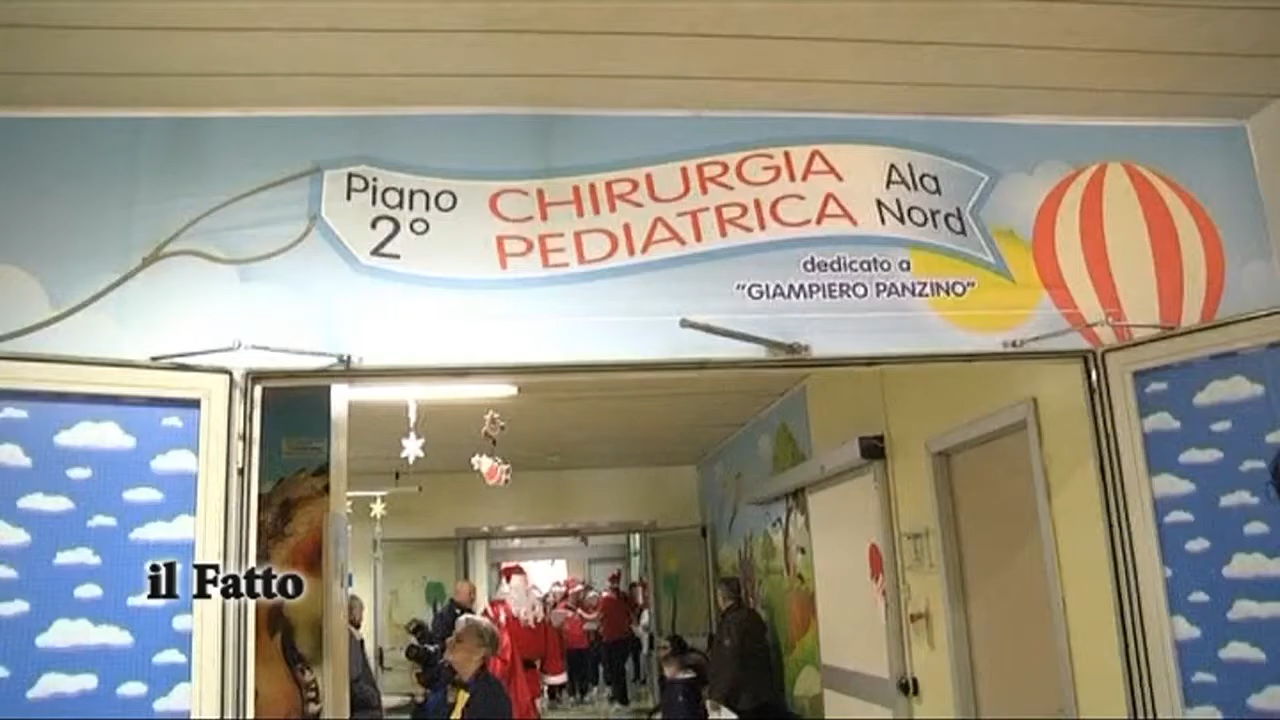 Piano
2°
CHIRURGIA
PEDIATRICA
Ala
Nord
dedicato a
"GIAMPIERO PANZINO"
il Fatto